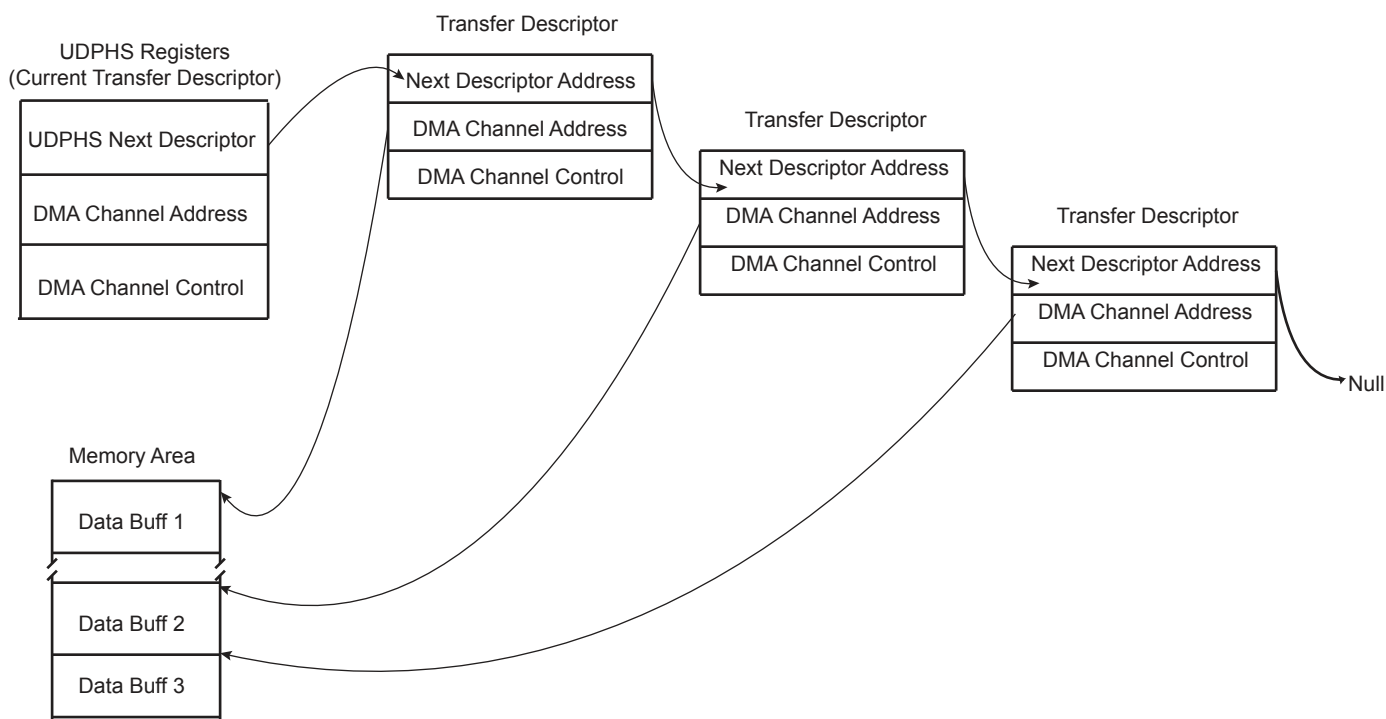 UDPHS Registers
(Current Transfer Descriptor)
UDPHS Next Descriptor
DMA Channel Address
DMA Channel Control
Transfer Descriptor
Next Descriptor Address
DMA Channel Address
DMA Channel Control
Transfer Descriptor
Next Descriptor Address
DMA Channel Address
DMA Channel Control
Transfer Descriptor
Next Descriptor Address
DMA Channel Address
DMA Channel Control
Null
Memory Area
Data Buff 1
Data Buff 2
Data Buff 3